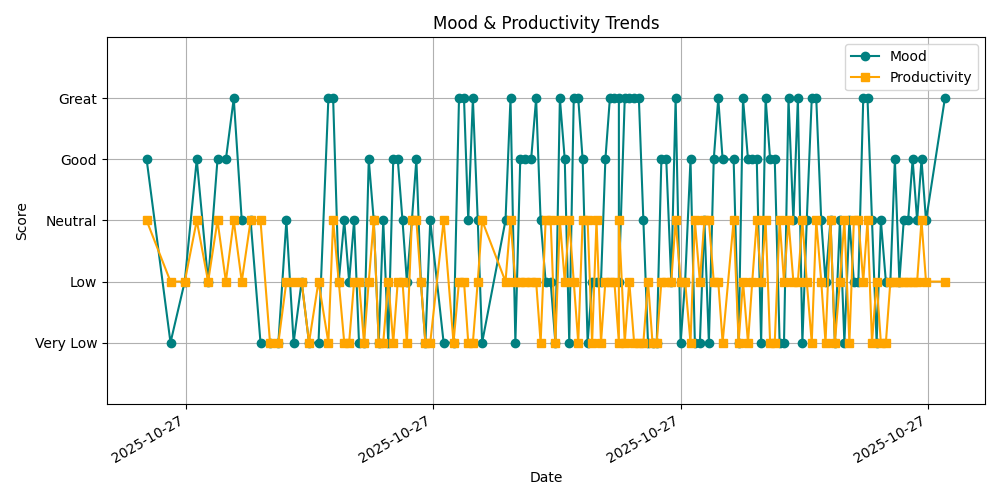 Mood & Productivity Trends
Mood
Productivity
Great
Good
Neutral
Low
Very Low
Score
2025-10-27
2025-10-27
2025-10-27
2025-10-27
Date